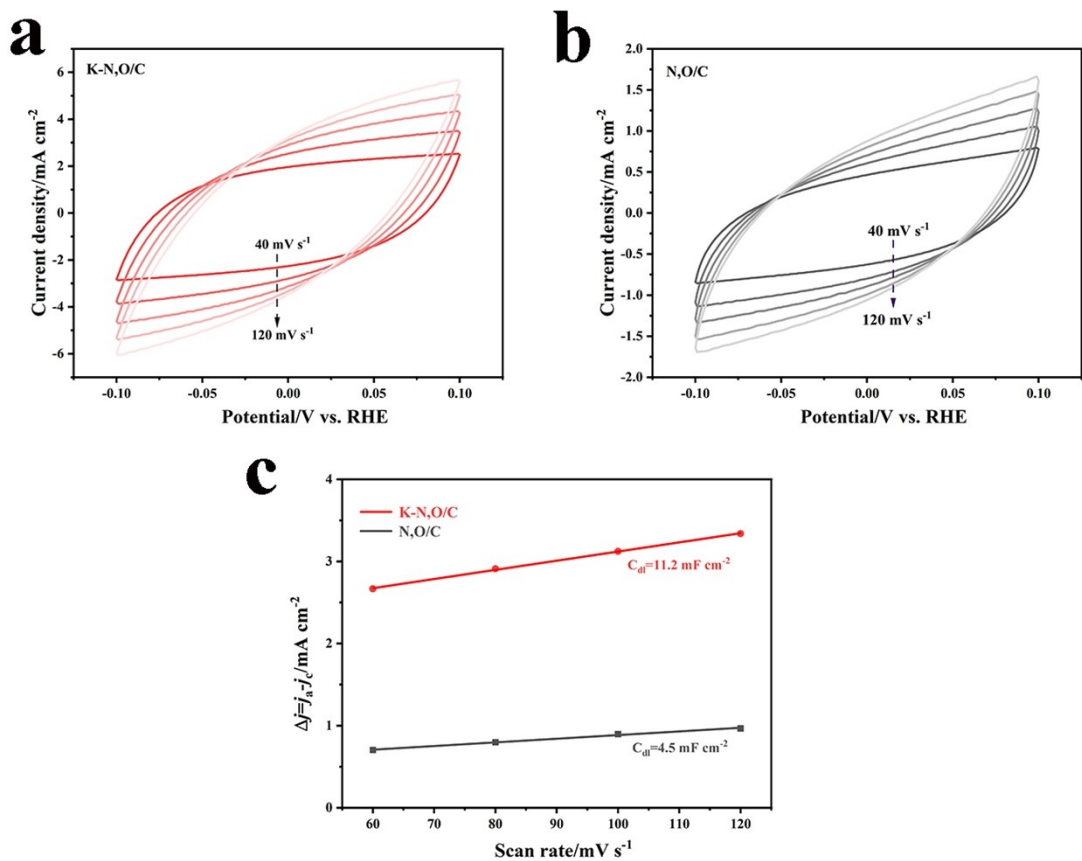 a
K-N,O/C
6
4
2
0
-2
-4
-6
Current density/mA cm⁻²
40 mV s⁻¹
120 mV s⁻¹
-0.10
-0.05
0.00
0.05
0.10
Potential/V vs. RHE
b
N,O/C
2.0
1.5
1.0
0.5
0.0
-0.5
-1.0
-1.5
-2.0
Current density/mA cm⁻²
40 mV s⁻¹
120 mV s⁻¹
-0.10
-0.05
0.00
0.05
0.10
Potential/V vs. RHE
c
4
3
2
1
0
Δj=jₐ-j꜀/mA cm⁻²
K-N,O/C
N,O/C
C_dl=11.2 mF cm⁻²
C_dl=4.5 mF cm⁻²
60
70
80
90
100
110
120
Scan rate/mV s⁻¹